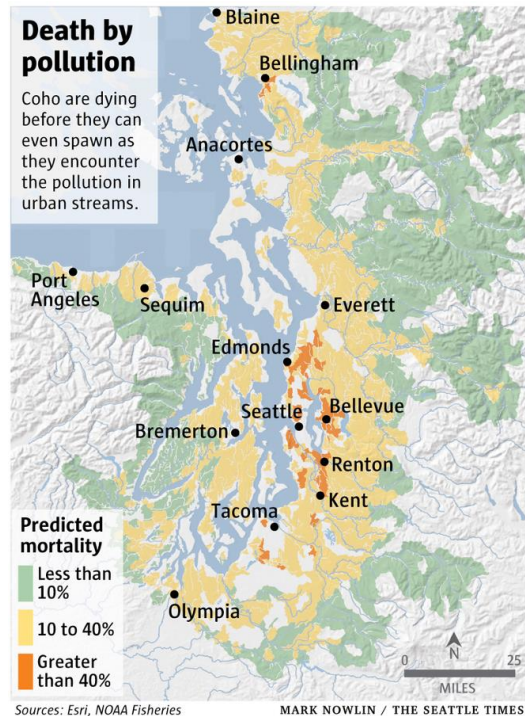 Death by
pollution
Coho are dying
before they can
even spawn as
they encounter
the pollution in
urban streams.
Blaine
Bellingham
Anacortes
Port
Angeles
Sequim
Everett
Edmonds
Seattle
Bellevue
Bremerton
Renton
Kent
Tacoma
Olympia
Predicted
mortality
Less than
10%
10 to 40%
Greater
than 40%
N
0 25
MILES
Sources: Esri, NOAA Fisheries
MARK NOWLIN / THE SEATTLE TIMES